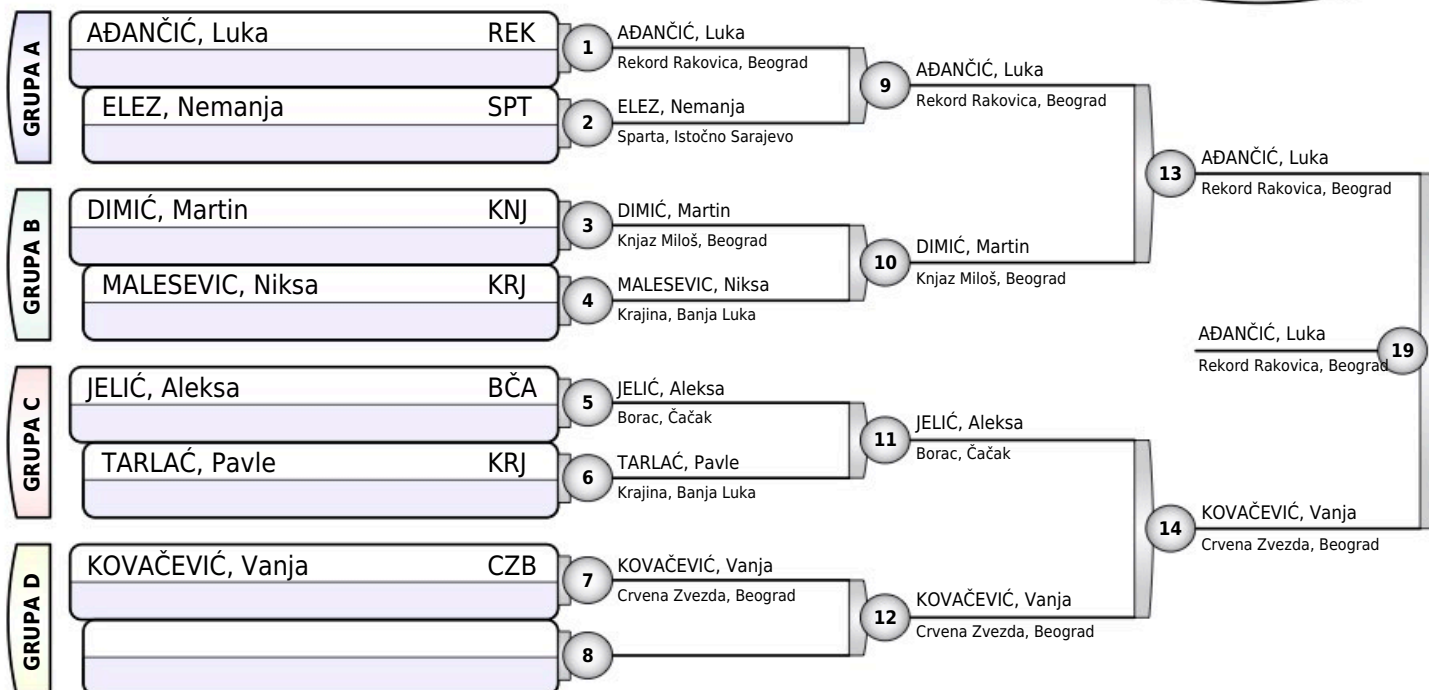 GRUPA A
AĐANČIĆ, Luka REK
ELEZ, Nemanja SPT
GRUPA B
DIMIĆ, Martin KNJ
MALESEVIC, Niksa KRJ
GRUPA C
JELIĆ, Aleksa BČA
TARLAĆ, Pavle KRJ
GRUPA D
KOVAČEVIĆ, Vanja CZB
1
AĐANČIĆ, Luka
Rekord Rakovica, Beograd
2
ELEZ, Nemanja
Sparta, Istočno Sarajevo
3
DIMIĆ, Martin
Knjaz Miloš, Beograd
4
MALESEVIC, Niksa
Krajina, Banja Luka
5
JELIĆ, Aleksa
Borac, Čačak
6
TARLAĆ, Pavle
Krajina, Banja Luka
7
KOVAČEVIĆ, Vanja
Crvena Zvezda, Beograd
8
9
AĐANČIĆ, Luka
Rekord Rakovica, Beograd
10
DIMIĆ, Martin
Knjaz Miloš, Beograd
11
JELIĆ, Aleksa
Borac, Čačak
12
KOVAČEVIĆ, Vanja
Crvena Zvezda, Beograd
13
AĐANČIĆ, Luka
Rekord Rakovica, Beograd
14
KOVAČEVIĆ, Vanja
Crvena Zvezda, Beograd
AĐANČIĆ, Luka
19
Rekord Rakovica, Beograd